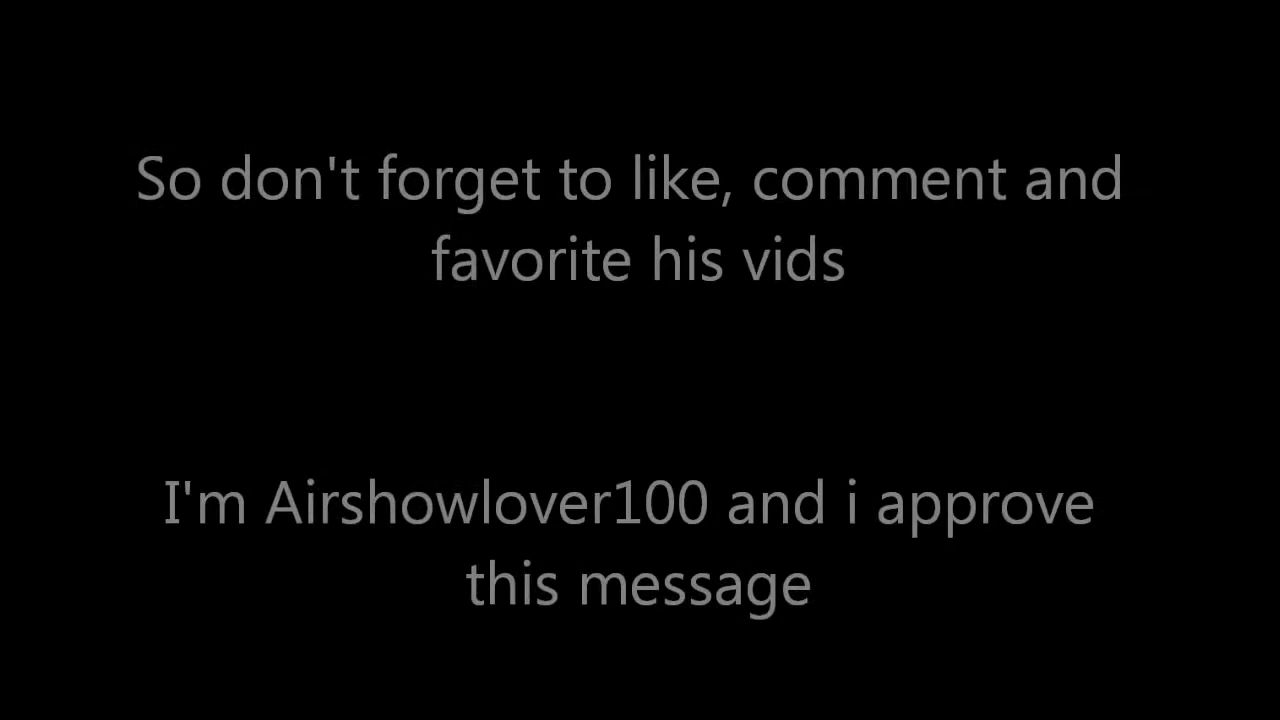 So don't forget to like, comment and
favorite his vids
I'm Airshowlover100 and i approve
this message